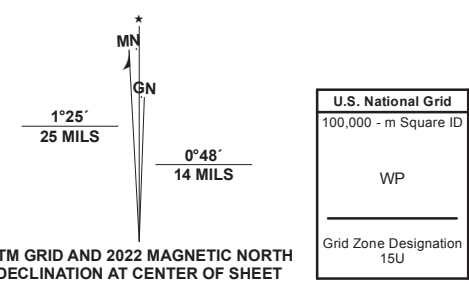 MN
GN
1°25´
25 MILS
0°48´
14 MILS
TM GRID AND 2022 MAGNETIC NORTH
DECLINATION AT CENTER OF SHEET
U.S. National Grid
100,000 - m Square ID
WP
Grid Zone Designation
15U